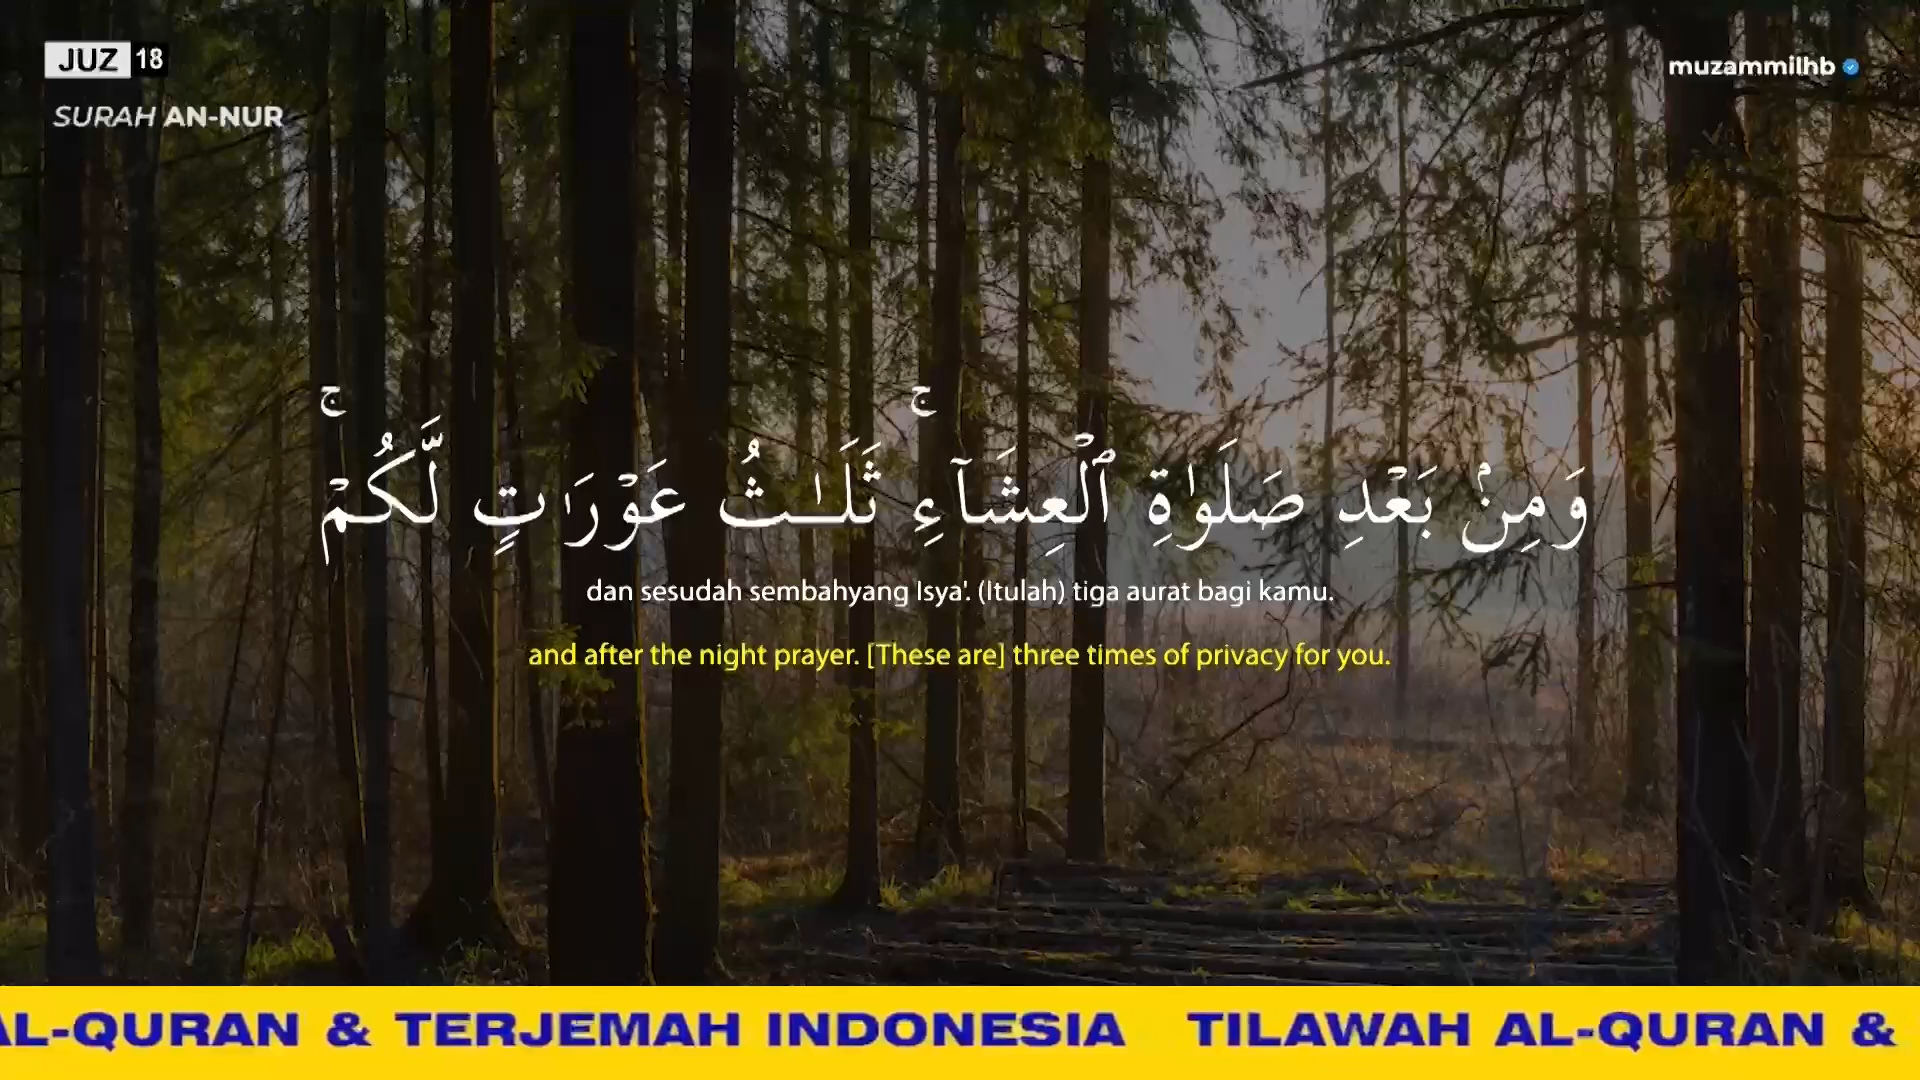 JUZ 18
muzammilhb
SURAH AN-NUR
وَمِنۢ بَعْدِ صَلَوٰةِ ٱلْعِشَآءِ ۚ ثَلَـٰثُ عَوْرَٰتٍ لَّكُمْ ۚ
dan sesudah sembahyang Isya'. (Itulah) tiga aurat bagi kamu.
and after the night prayer. [These are] three times of privacy for you.
AL-QURAN & TERJEMAH INDONESIA TILAWAH AL-QURAN &